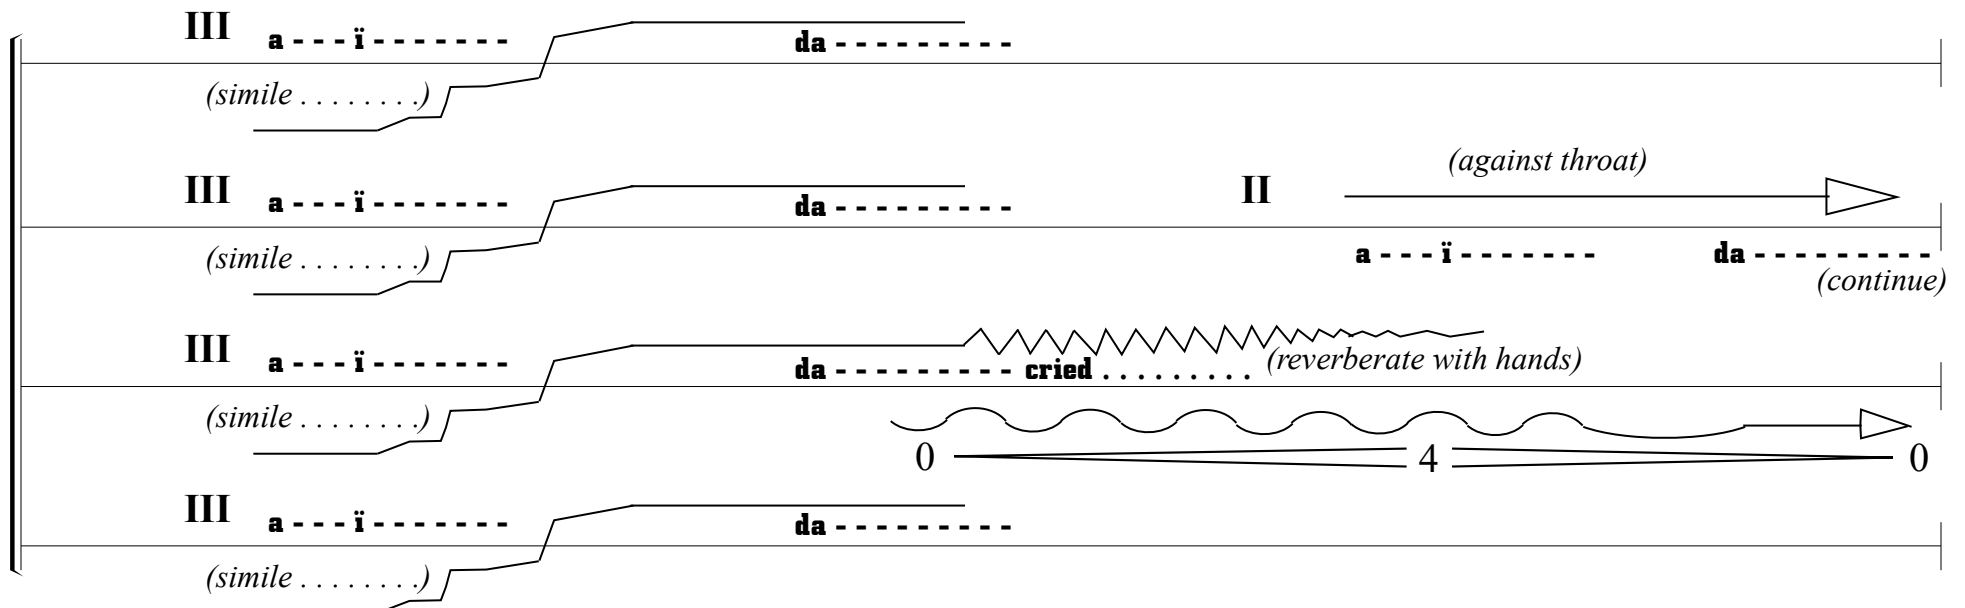 III a - - - ï - - - - - - - da - - - - - - - - -
(simile . . . . . . . .)
(against throat)
III a - - - ï - - - - - - - da - - - - - - - - - II
a - - - ï - - - - - - - da - - - - - - - - -
(simile . . . . . . . .)
(continue)
III a - - - ï - - - - - - - da - - - - - - - - - cried . . . . . . . . . (reverberate with hands)
(simile . . . . . . . .)
0 4 0
III a - - - ï - - - - - - - da - - - - - - - - -
(simile . . . . . . . .)